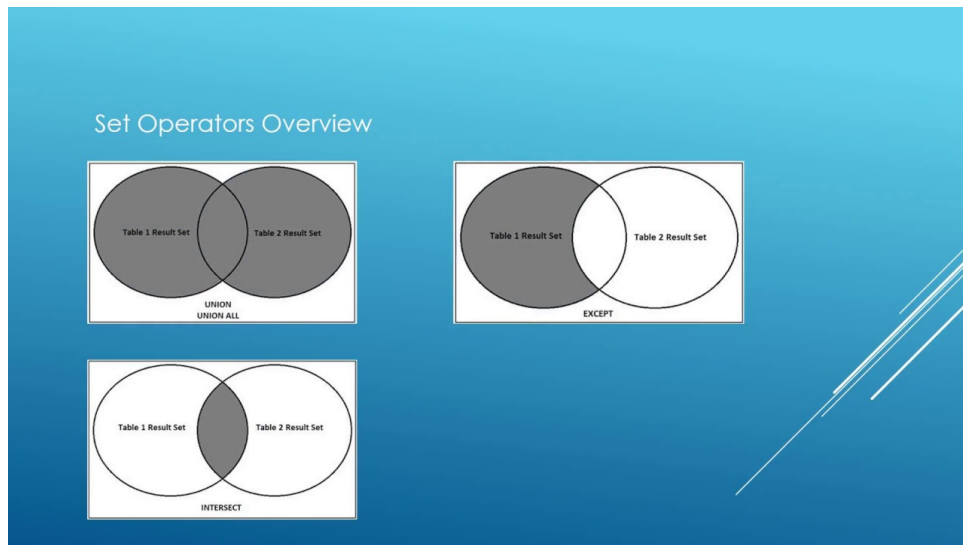 Set Operators Overview
Table 1 Result Set
Table 2 Result Set
UNION
UNION ALL
Table 1 Result Set
Table 2 Result Set
EXCEPT
Table 1 Result Set
Table 2 Result Set
INTERSECT